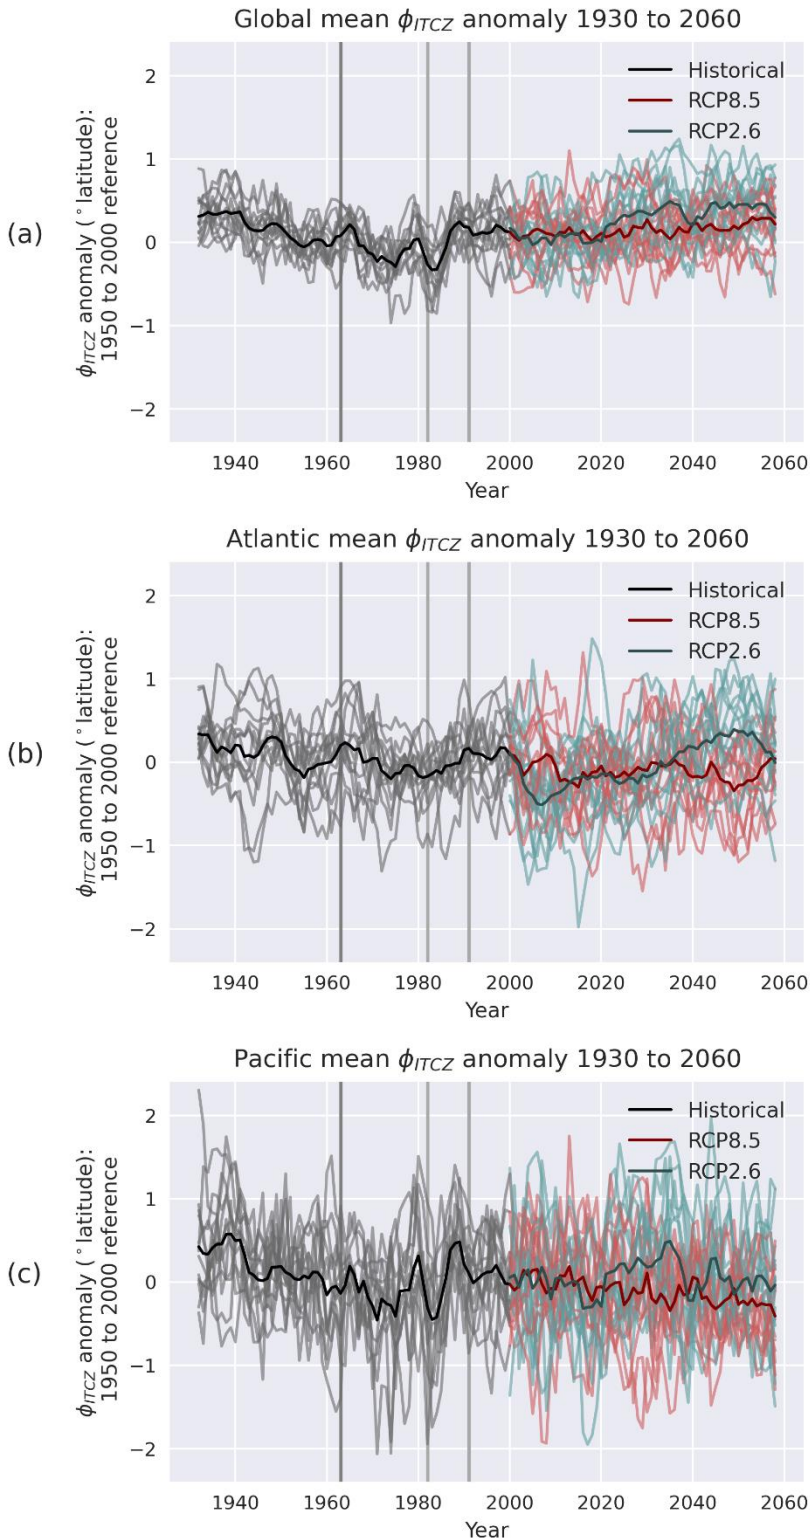 Global mean ϕITCZ anomaly 1930 to 2060
(a)
ϕITCZ anomaly (°latitude):
1950 to 2000 reference
2
1
0
−1
−2
Historical
RCP8.5
RCP2.6
1940 1960 1980 2000 2020 2040 2060
Year
Atlantic mean ϕITCZ anomaly 1930 to 2060
(b)
ϕITCZ anomaly (°latitude):
1950 to 2000 reference
2
1
0
−1
−2
Historical
RCP8.5
RCP2.6
1940 1960 1980 2000 2020 2040 2060
Year
Pacific mean ϕITCZ anomaly 1930 to 2060
(c)
ϕITCZ anomaly (°latitude):
1950 to 2000 reference
2
1
0
−1
−2
Historical
RCP8.5
RCP2.6
1940 1960 1980 2000 2020 2040 2060
Year